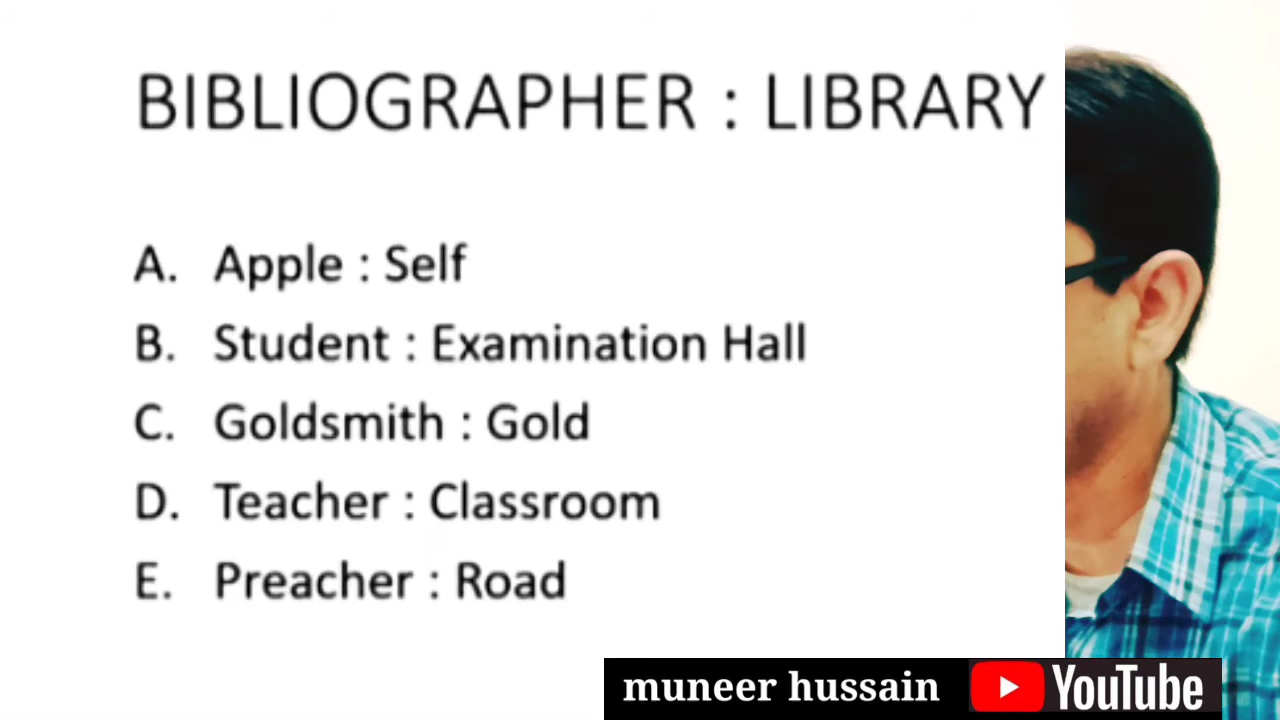 BIBLIOGRAPHER : LIBRARY
A. Apple : Self
B. Student : Examination Hall
C. Goldsmith : Gold
D. Teacher : Classroom
E. Preacher : Road
muneer hussain YouTube